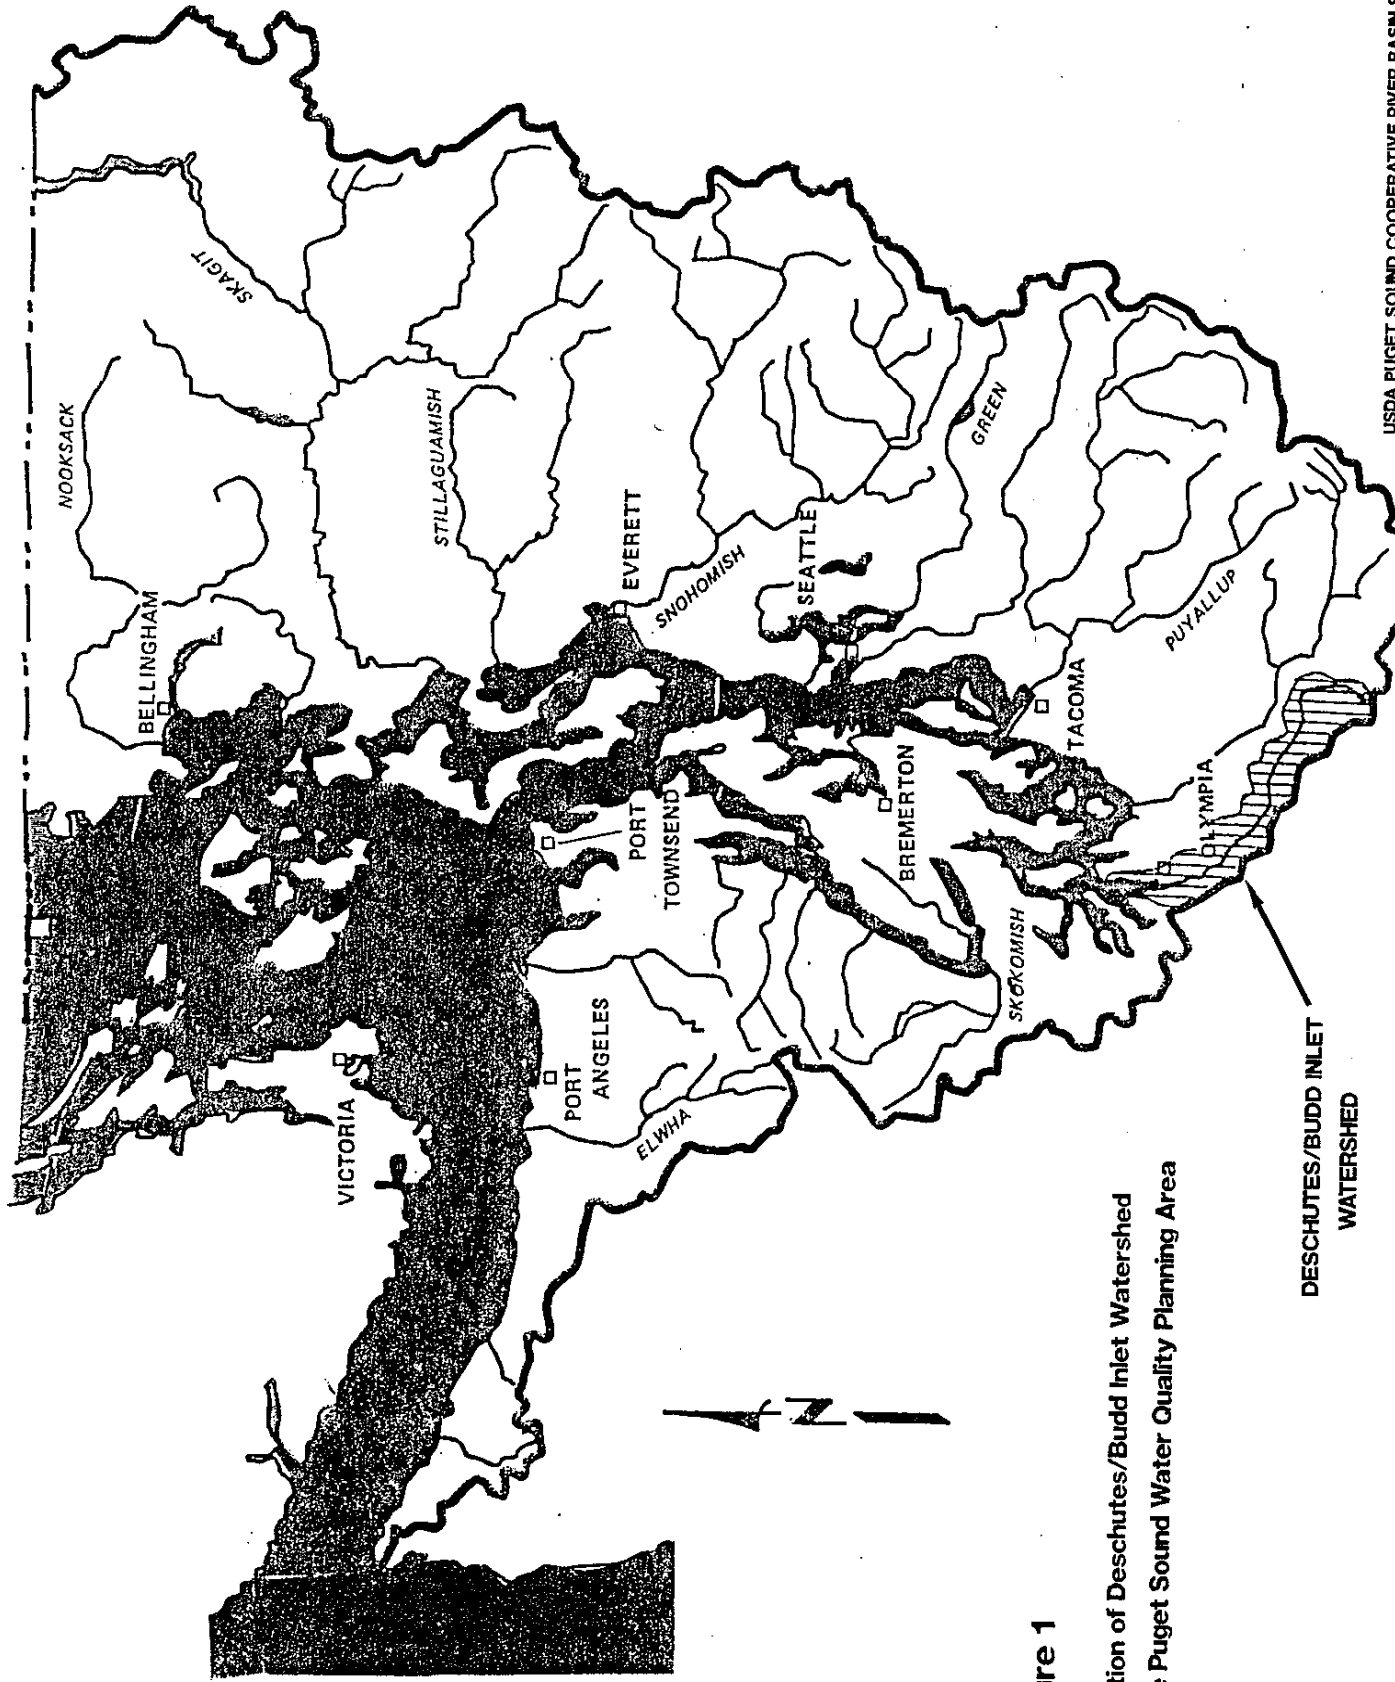 NOOKSACK
SKAGIT
BELLINGHAM
STILLAGUAMISH
VICTORIA
EVERETT
SNOHOMISH
PORT
ANGELES
PORT
TOWNSEND
SEATTLE
ELWHA
GREEN
BREMERTON
SKOKOMISH
TACOMA
PUYALLUP
OLYMPIA
N
DESCHUTES/BUDD INLET
WATERSHED
re 1
tion of Deschutes/Budd Inlet Watershed
Puget Sound Water Quality Planning Area
USDA PUGET SOUND COOPERATIVE RIVER BASIN